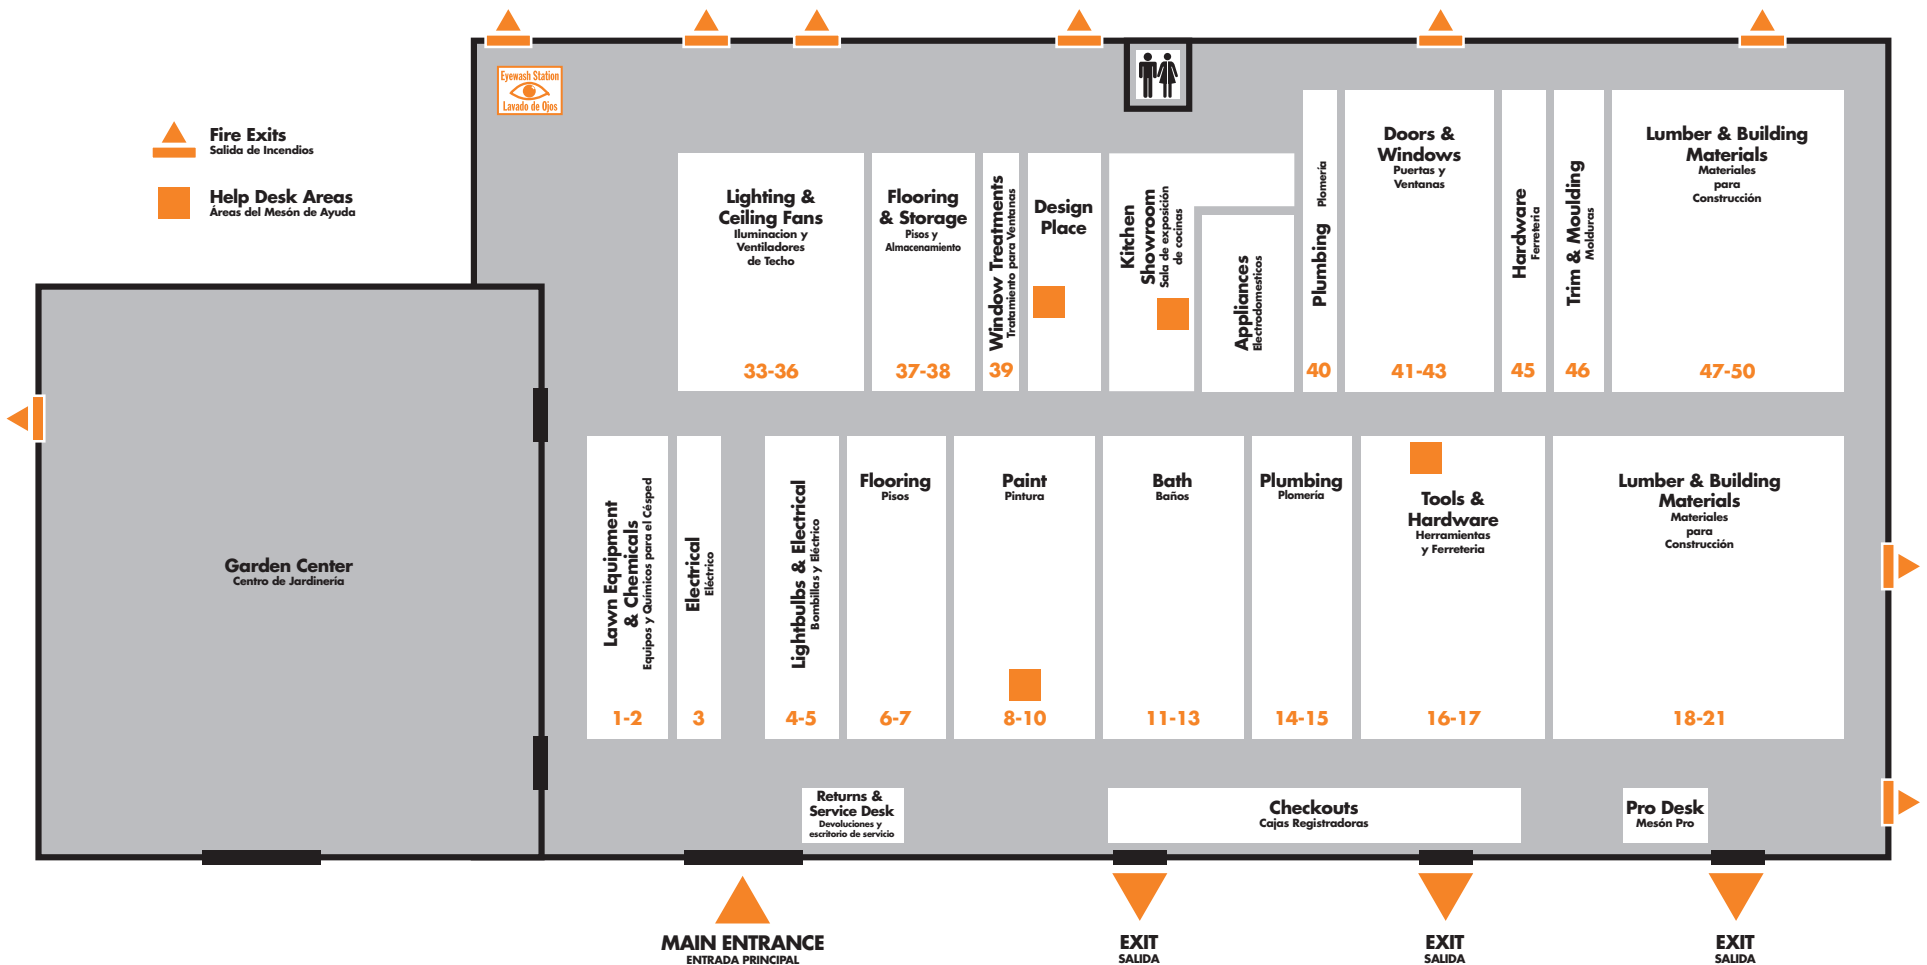 Eyewash Station
Lavado de Ojos
Fire Exits
Salida de Incendios
Help Desk Areas
Áreas del Mesón de Ayuda
Lighting &
Ceiling Fans
Iluminacion y
Ventiladores
de Techo
33-36
Flooring
& Storage
Pisos y
Almacenamiento
37-38
Window Treatments
Tratamiento para Ventanas
39
Design
Place
Kitchen
Showroom
Sala de exposición
de cocinas
Appliances
Electrodomesticos
Plumbing Plomería
40
Doors &
Windows
Puertas y
Ventanas
41-43
Hardware
Ferreteria
45
Trim & Moulding
Molduras
46
Lumber & Building
Materials
Materiales
para
Construcción
47-50
Garden Center
Centro de Jardinería
Lawn Equipment
& Chemicals
Equipos y Químicos para el Césped
1-2
Electrical
Eléctrico
3
Lightbulbs & Electrical
Bombillas y Eléctrico
4-5
Flooring
Pisos
6-7
Paint
Pintura
8-10
Bath
Baños
11-13
Plumbing
Plomería
14-15
Tools &
Hardware
Herramientas
y Ferreteria
16-17
Lumber & Building
Materials
Materiales
para
Construcción
18-21
Returns &
Service Desk
Devoluciones y
escritorio de servicio
Checkouts
Cajas Registradoras
Pro Desk
Mesón Pro
MAIN ENTRANCE
ENTRADA PRINCIPAL
EXIT
SALIDA
EXIT
SALIDA
EXIT
SALIDA